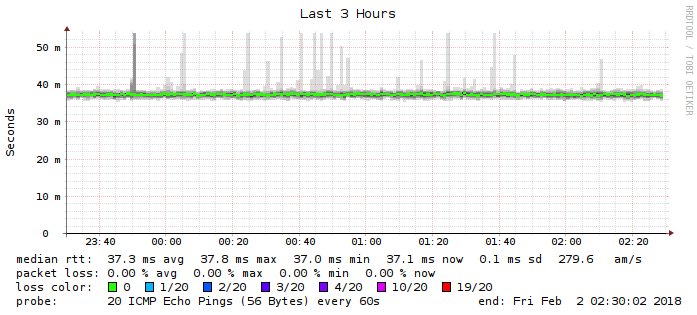 Last 3 Hours
RRDTOOL / TOBI OETIKER
Seconds
50 m
40 m
30 m
20 m
10 m
0
23:40 00:00 00:20 00:40 01:00 01:20 01:40 02:00 02:20
median rtt: 37.3 ms avg 37.8 ms max 37.0 ms min 37.1 ms now 0.1 ms sd 279.6 am/s
packet loss: 0.00 % avg 0.00 % max 0.00 % min 0.00 % now
loss color: 0 1/20 2/20 3/20 4/20 10/20 19/20
probe: 20 ICMP Echo Pings (56 Bytes) every 60s end: Fri Feb 2 02:30:02 2018